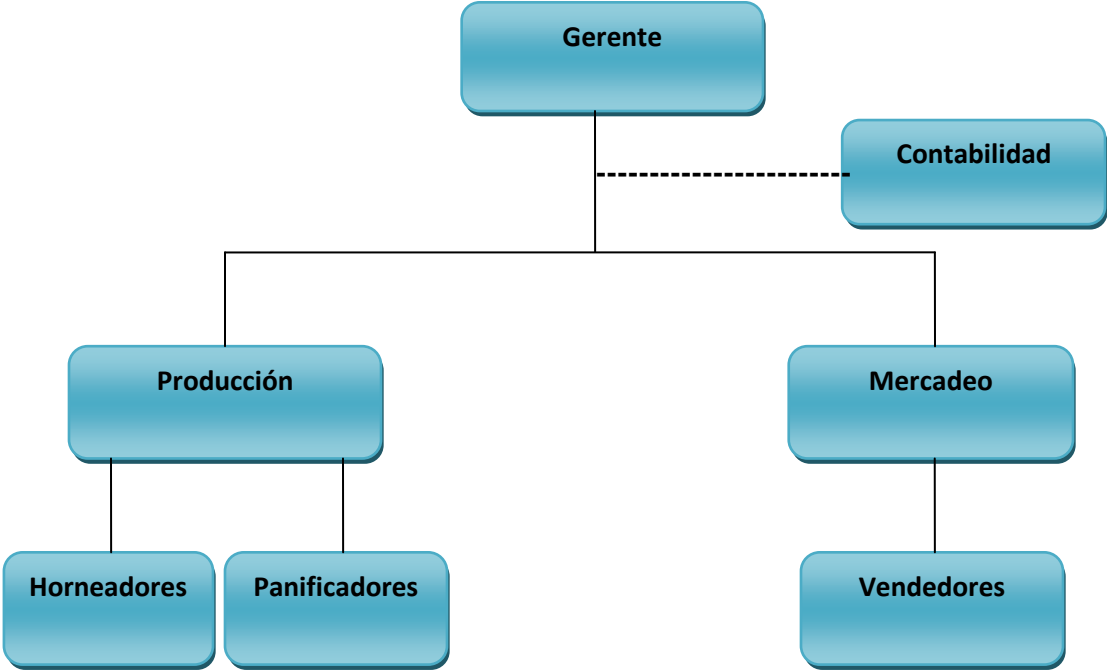 Gerente
Contabilidad
Producción
Mercadeo
Horneadores
Panificadores
Vendedores